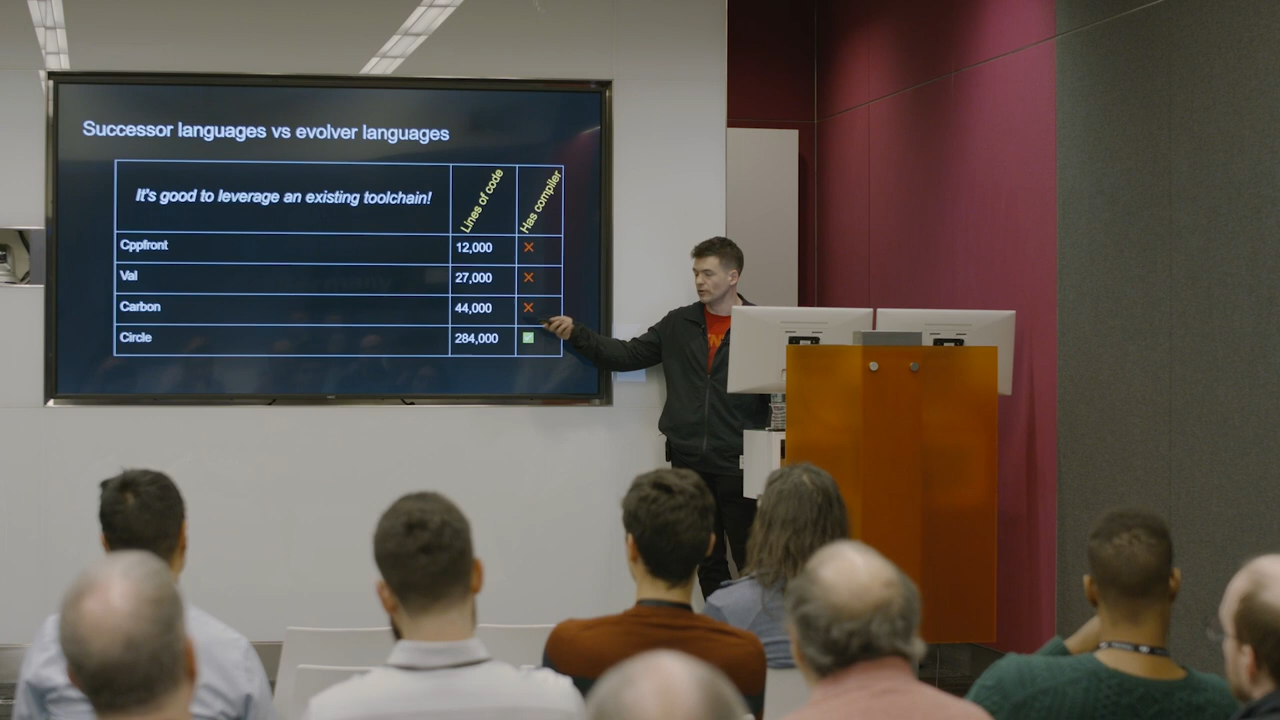 Successor languages vs evolver languages
It's good to leverage an existing toolchain!
Lines of code
Has compiler
Cppfront 12,000 ✕
Val 27,000 ✕
Carbon 44,000 ✕
Circle 284,000 ✅